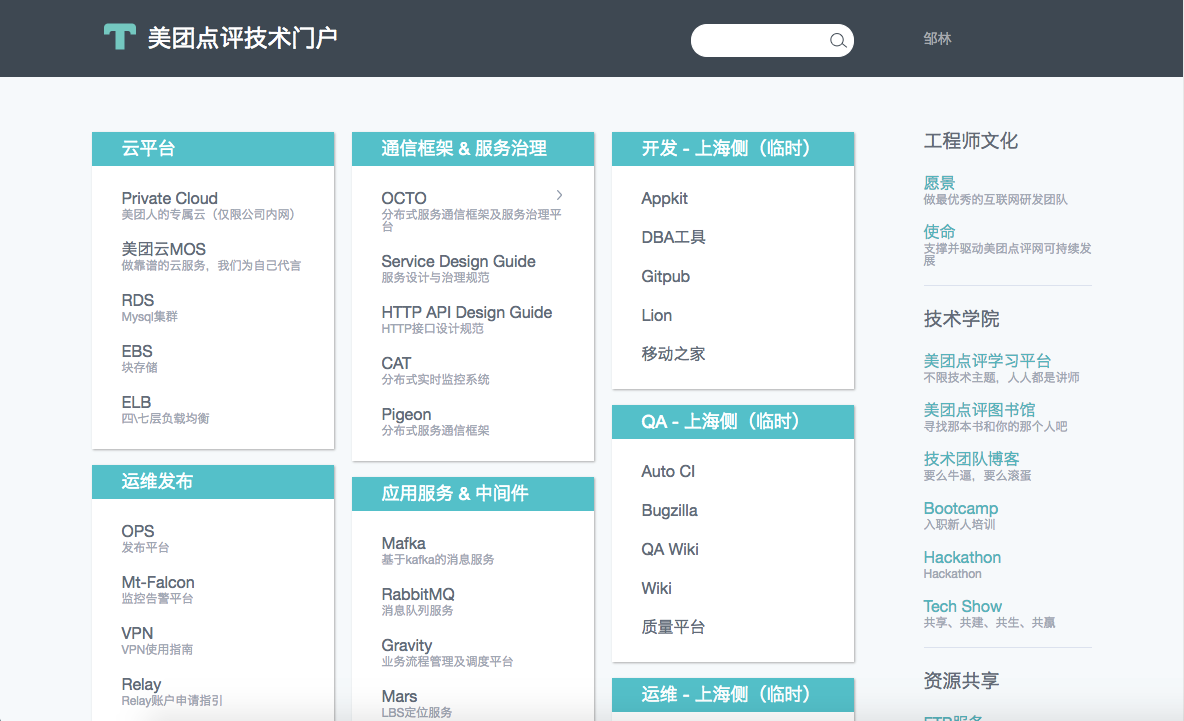 美团点评技术门户
邹林
云平台
Private Cloud
美团人的专属云（仅限公司内网）
美团云MOS
做靠谱的云服务，我们为自己代言
RDS
Mysql集群
EBS
块存储
ELB
四\七层负载均衡
运维发布
OPS
发布平台
Mt-Falcon
监控告警平台
VPN
VPN使用指南
Relay
Relay账户申请指引
通信框架 & 服务治理
OCTO
分布式服务通信框架及服务治理平
台
Service Design Guide
服务设计与治理规范
HTTP API Design Guide
HTTP接口设计规范
CAT
分布式实时监控系统
Pigeon
分布式服务通信框架
应用服务 & 中间件
Mafka
基于kafka的消息服务
RabbitMQ
消息队列服务
Gravity
业务流程管理及调度平台
Mars
LBS定位服务
开发 - 上海侧（临时）
Appkit
DBA工具
Gitpub
Lion
移动之家
QA - 上海侧（临时）
Auto CI
Bugzilla
QA Wiki
Wiki
质量平台
运维 - 上海侧（临时）
工程师文化
愿景
做最优秀的互联网研发团队
使命
支撑并驱动美团点评网可持续发
展
技术学院
美团点评学习平台
不限技术主题，人人都是讲师
美团点评图书馆
寻找那本书和你的那个人吧
技术团队博客
要么牛逼，要么滚蛋
Bootcamp
入职新人培训
Hackathon
Hackathon
Tech Show
共享、共建、共生、共赢
资源共享
FTP服务